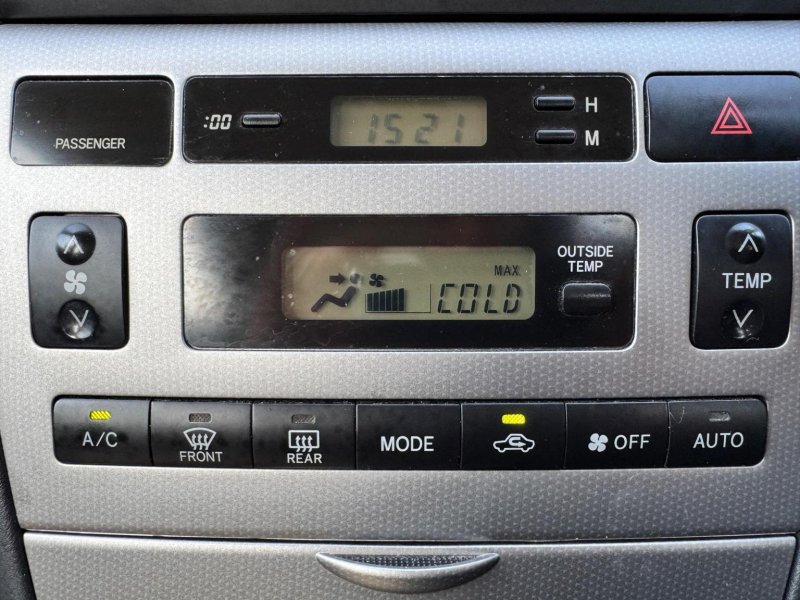 PASSENGER
:00
1521
H
M
MAX
COLD
OUTSIDE
TEMP
TEMP
A/C
FRONT
REAR
MODE
OFF
AUTO